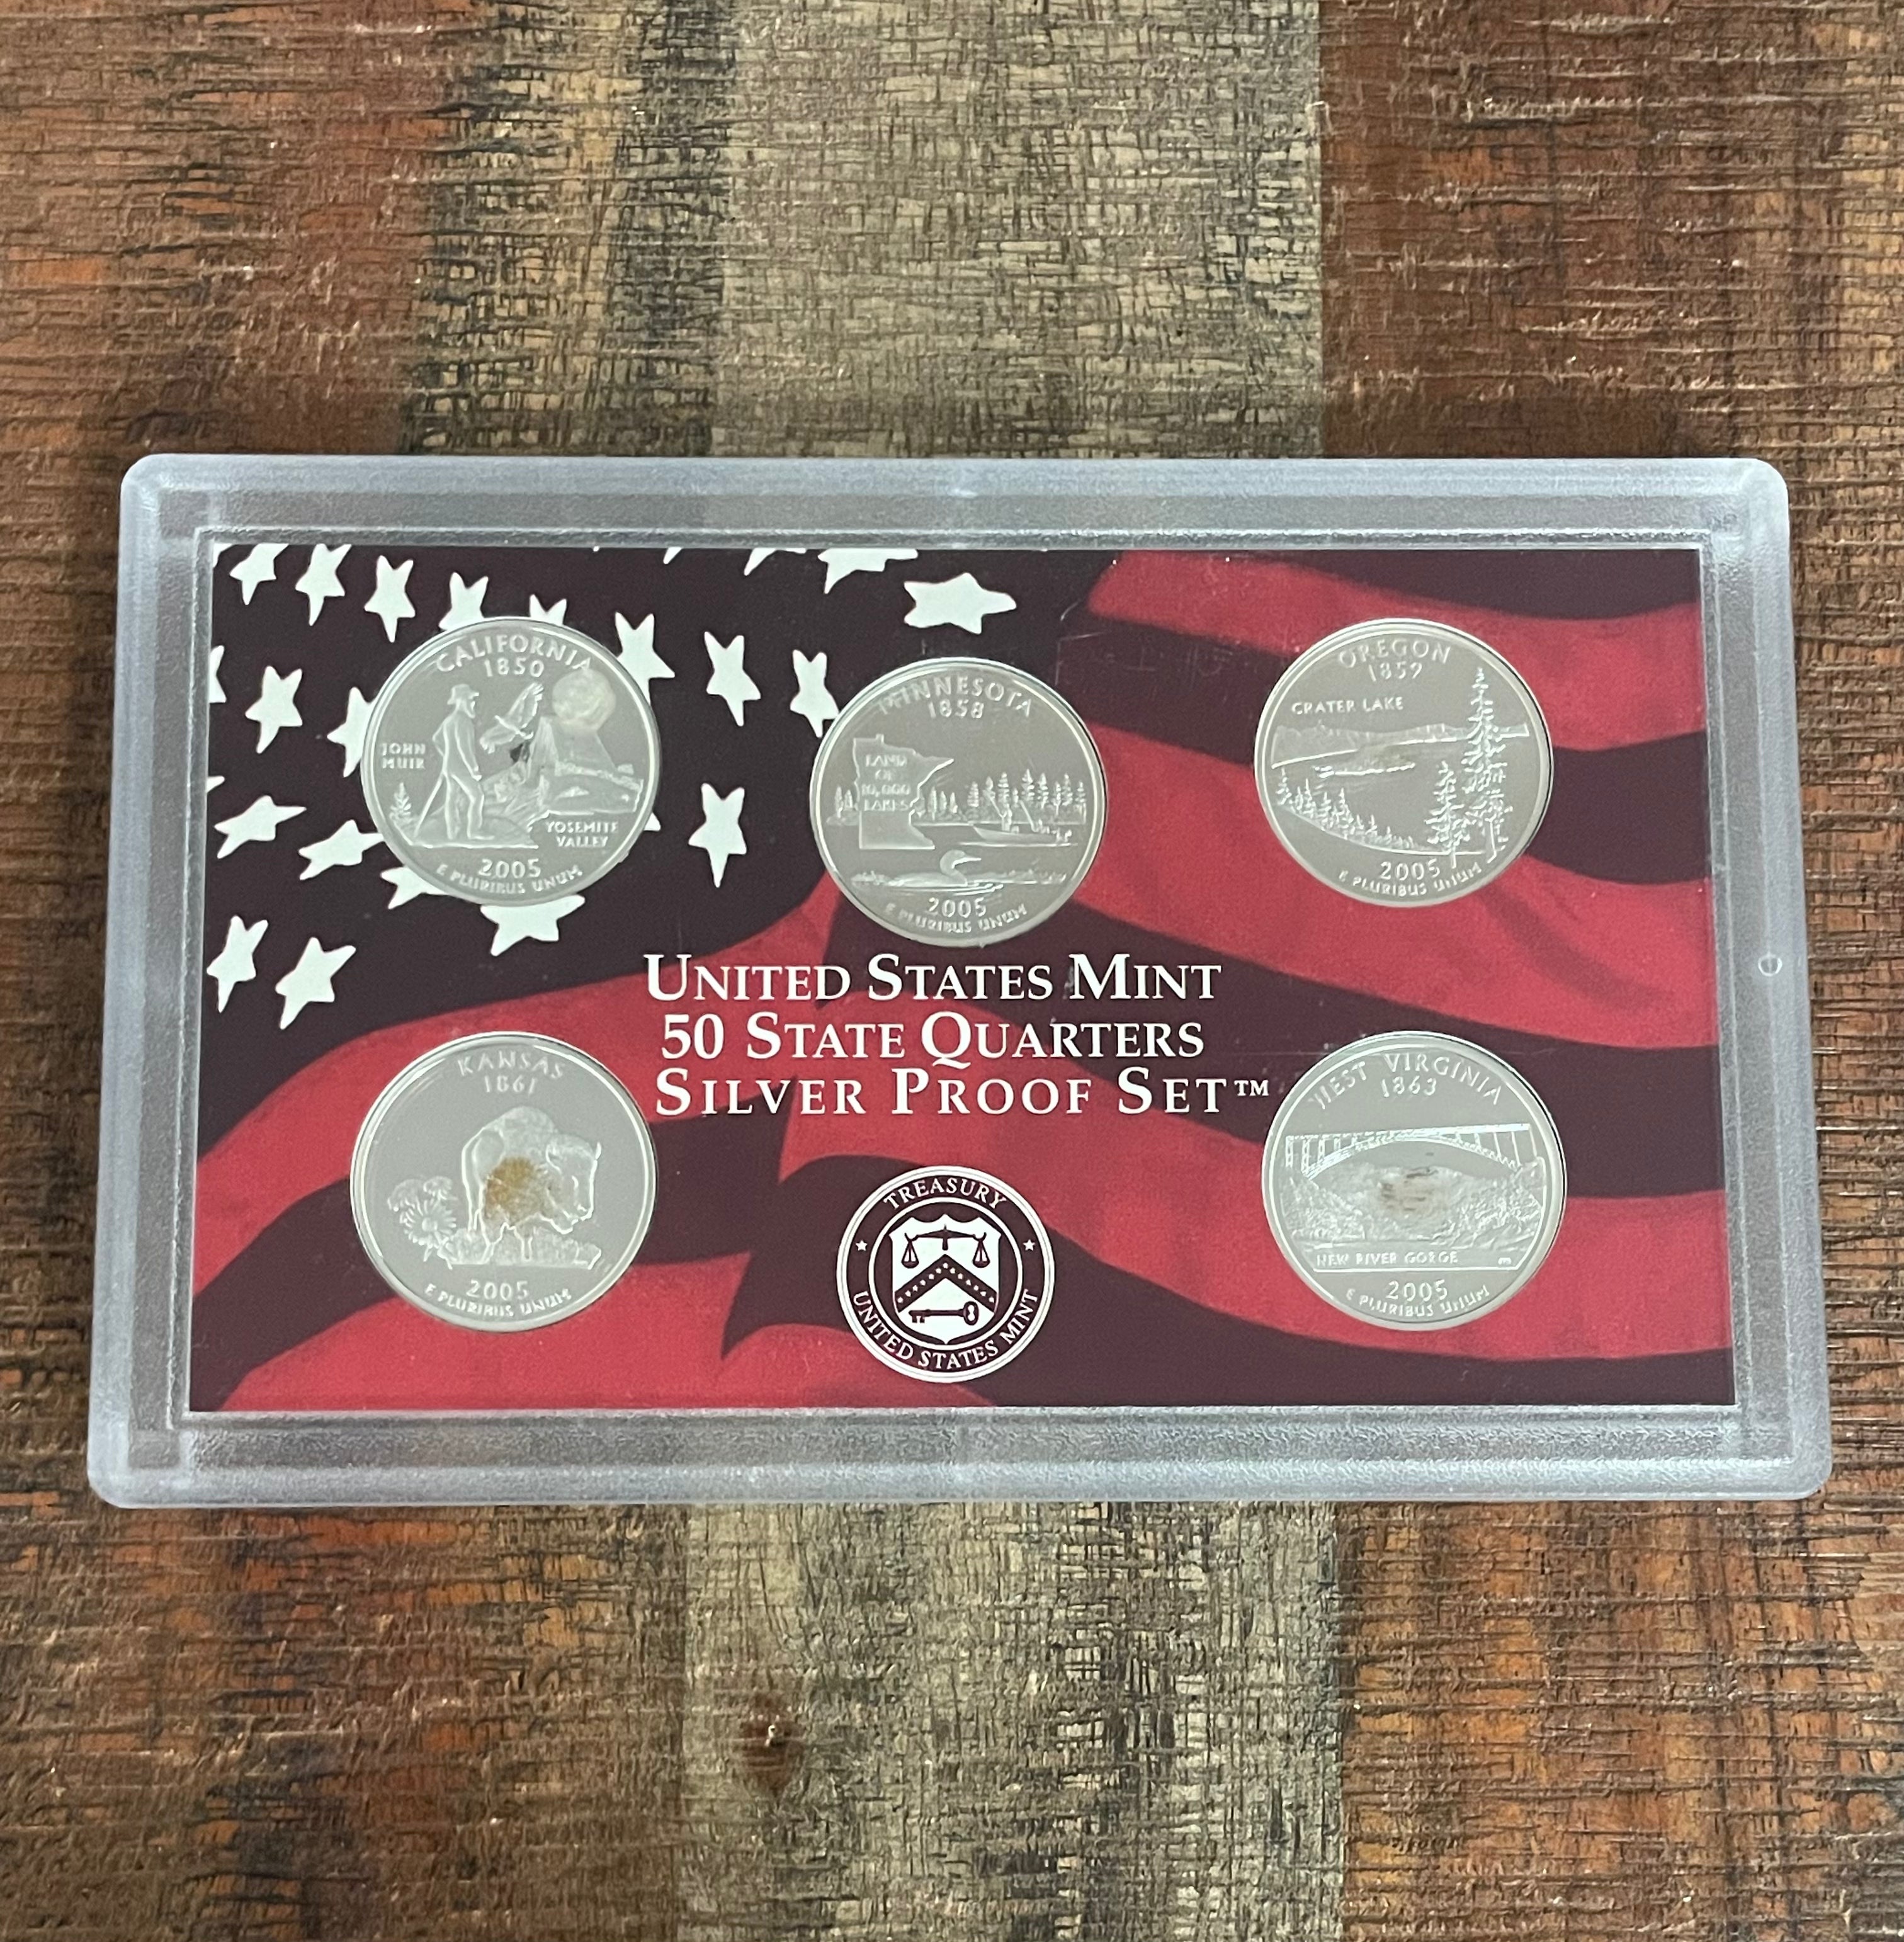 CALIFORNIA
1850
JOHN
MUIR
YOSEMITE
VALLEY
2005
E PLURIBUS UNUM
MINNESOTA
1858
LAND
OF
10,000
LAKES
2005
E PLURIBUS UNUM
OREGON
1859
CRATER LAKE
2005
E PLURIBUS UNUM
UNITED STATES MINT
50 STATE QUARTERS
SILVER PROOF SET™
KANSAS
1861
2005
E PLURIBUS UNUM
TREASURY
UNITED STATES MINT
WEST VIRGINIA
1863
NEW RIVER GORGE
2005
E PLURIBUS UNUM